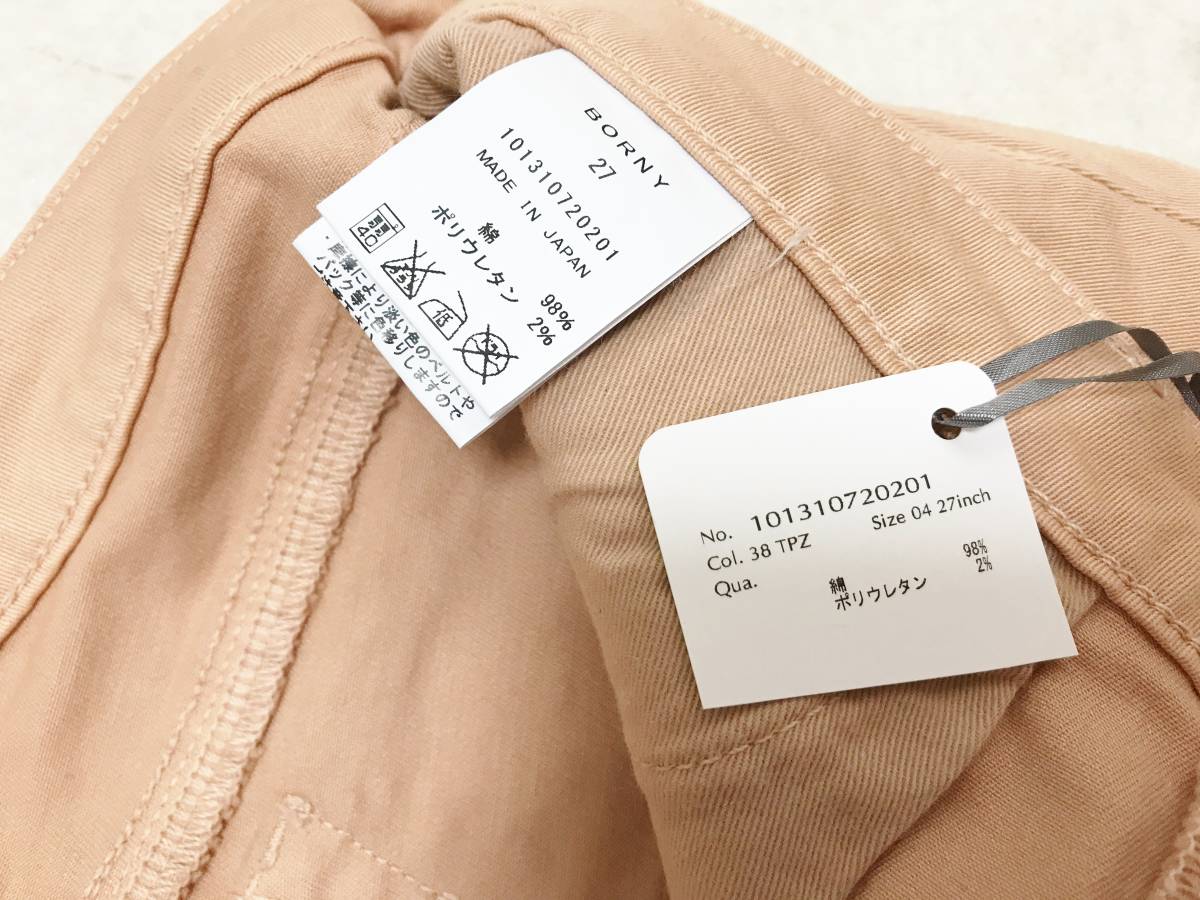 BORNY
27
101310720201
MADE IN JAPAN
綿 98%
ポリウレタン 2%
40
低
により淡い色のベルトや
バック等に色移りしますので
No. 101310720201
Col. 38 TPZ Size 04 27inch
Qua. 綿 98%
ポリウレタン 2%